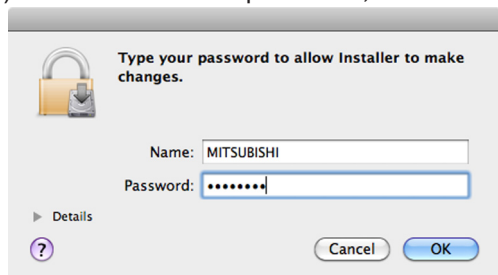 Type your password to allow Installer to make
changes.
Name: MITSUBISHI
Password: ••••••••
Details
?
Cancel OK